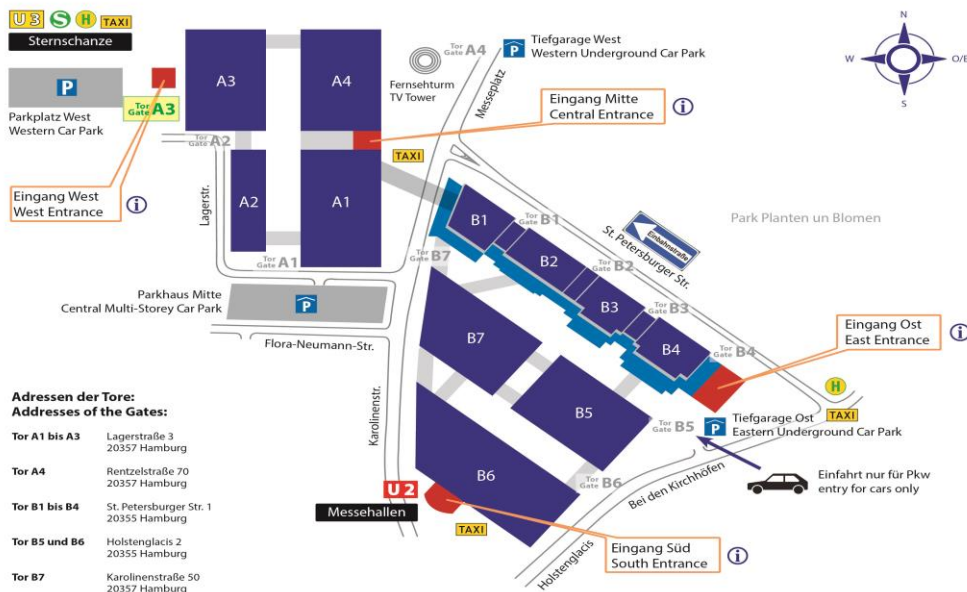 U3 S H TAXI
Sternschanze
P
Parkplatz West
Western Car Park
Tor
Gate A3
Eingang West
West Entrance
i
A3
A4
Tor
Gate A2
Lagerstr.
A2
A1
Tor
Gate A1
Fernsehturm
TV Tower
Tor
Gate A4
P
Tiefgarage West
Western Underground Car Park
Messeplatz
Eingang Mitte
Central Entrance
i
TAXI
N
W
O/E
S
Parkhaus Mitte
Central Multi-Storey Car Park
P
Flora-Neumann-Str.
Karolinenstr.
B1
Tor
Gate B1
B2
Tor
Gate B2
B3
Tor
Gate B3
B4
Tor
Gate B4
Einbahnstraße
St. Petersburger Str.
Park Planten un Blomen
Eingang Ost
East Entrance
i
H
TAXI
Tor
Gate B7
B7
B5
B6
Tor
Gate B5
P
Tiefgarage Ost
Eastern Underground Car Park
Tor
Gate B6
Bei den Kirchhöfen
Einfahrt nur für Pkw
entry for cars only
Holstenglacis
U2
Messehallen
TAXI
Eingang Süd
South Entrance
i
Adressen der Tore:
Addresses of the Gates:
Tor A1 bis A3 Lagerstraße 3
20357 Hamburg
Tor A4 Rentzelstraße 70
20357 Hamburg
Tor B1 bis B4 St. Petersburger Str. 1
20355 Hamburg
Tor B5 und B6 Holstenglacis 2
20355 Hamburg
Tor B7 Karolinenstraße 50
20357 Hamburg